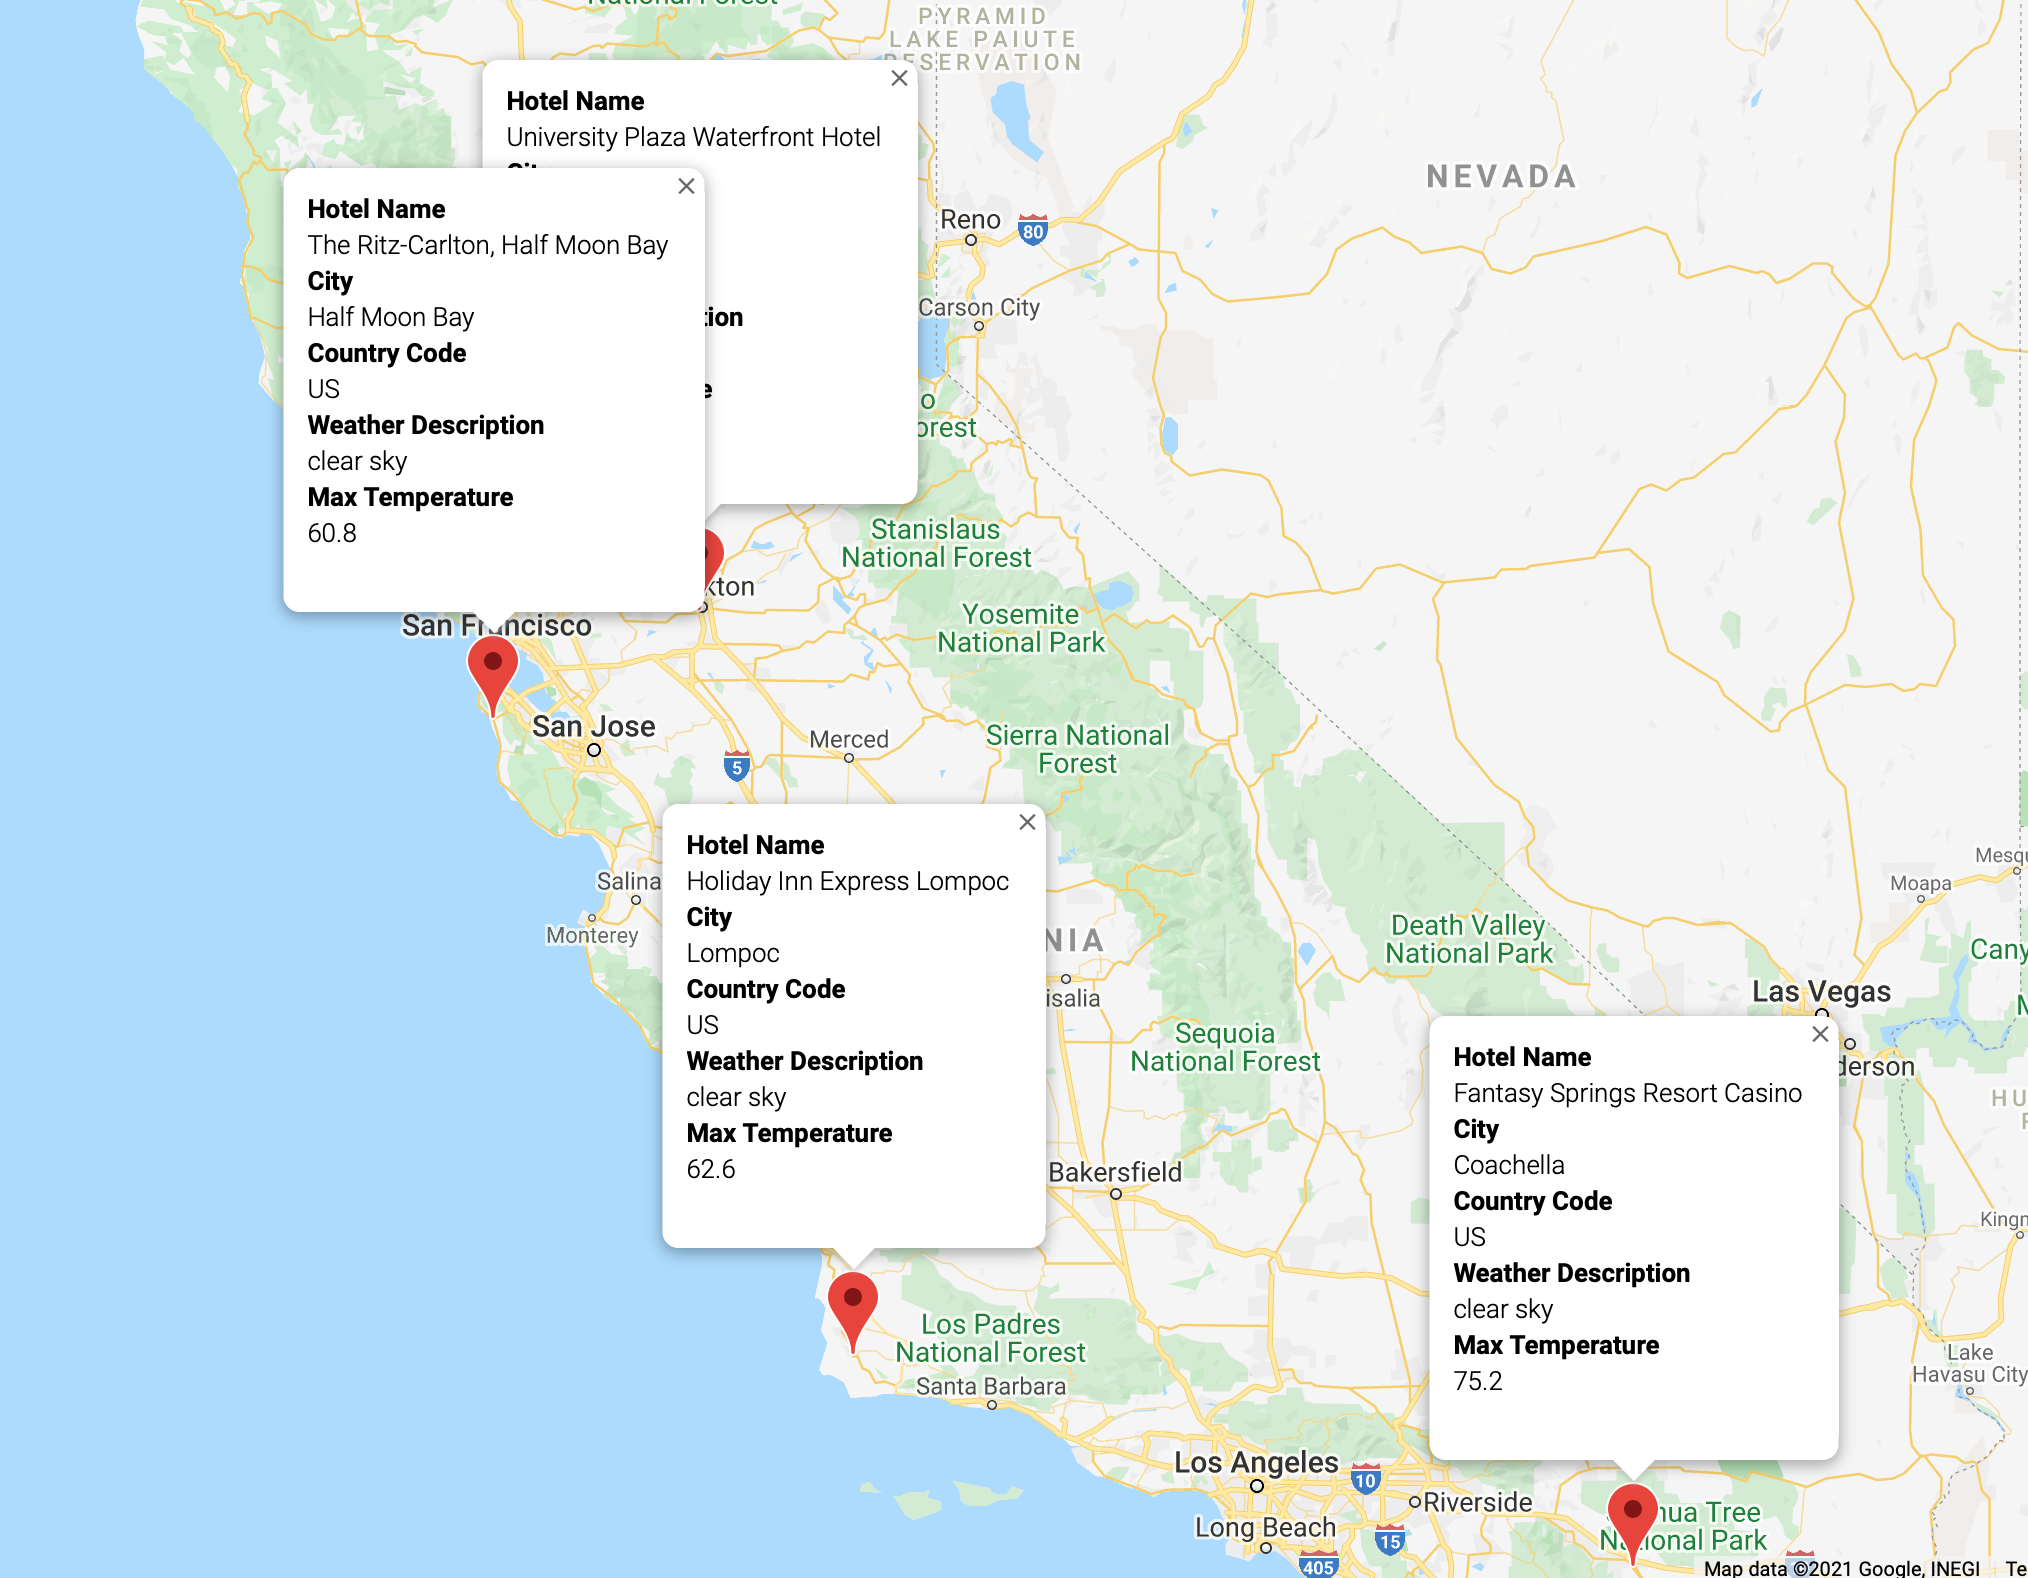 PYRAMID
LAKE PAIUTE
RESERVATION
Hotel Name
University Plaza Waterfront Hotel
NEVADA
Hotel Name
The Ritz-Carlton, Half Moon Bay
City
Half Moon Bay
Country Code
US
Weather Description
clear sky
Max Temperature
60.8
Reno
80
Carson City
Stanislaus
National Forest
Yosemite
National Park
San Francisco
San Jose
Merced
5
Sierra National
Forest
Monterey
Hotel Name
Holiday Inn Express Lompoc
City
Lompoc
Country Code
US
Weather Description
clear sky
Max Temperature
62.6
Moapa
Death Valley
National Park
Las Vegas
Sequoia
National Forest
Bakersfield
Hotel Name
Fantasy Springs Resort Casino
City
Coachella
Country Code
US
Weather Description
clear sky
Max Temperature
75.2
Lake
Havasu City
Los Padres
National Forest
Santa Barbara
Los Angeles
10
Riverside
Long Beach
15
405
Tree
National Park
Map data ©2021 Google, INEGI